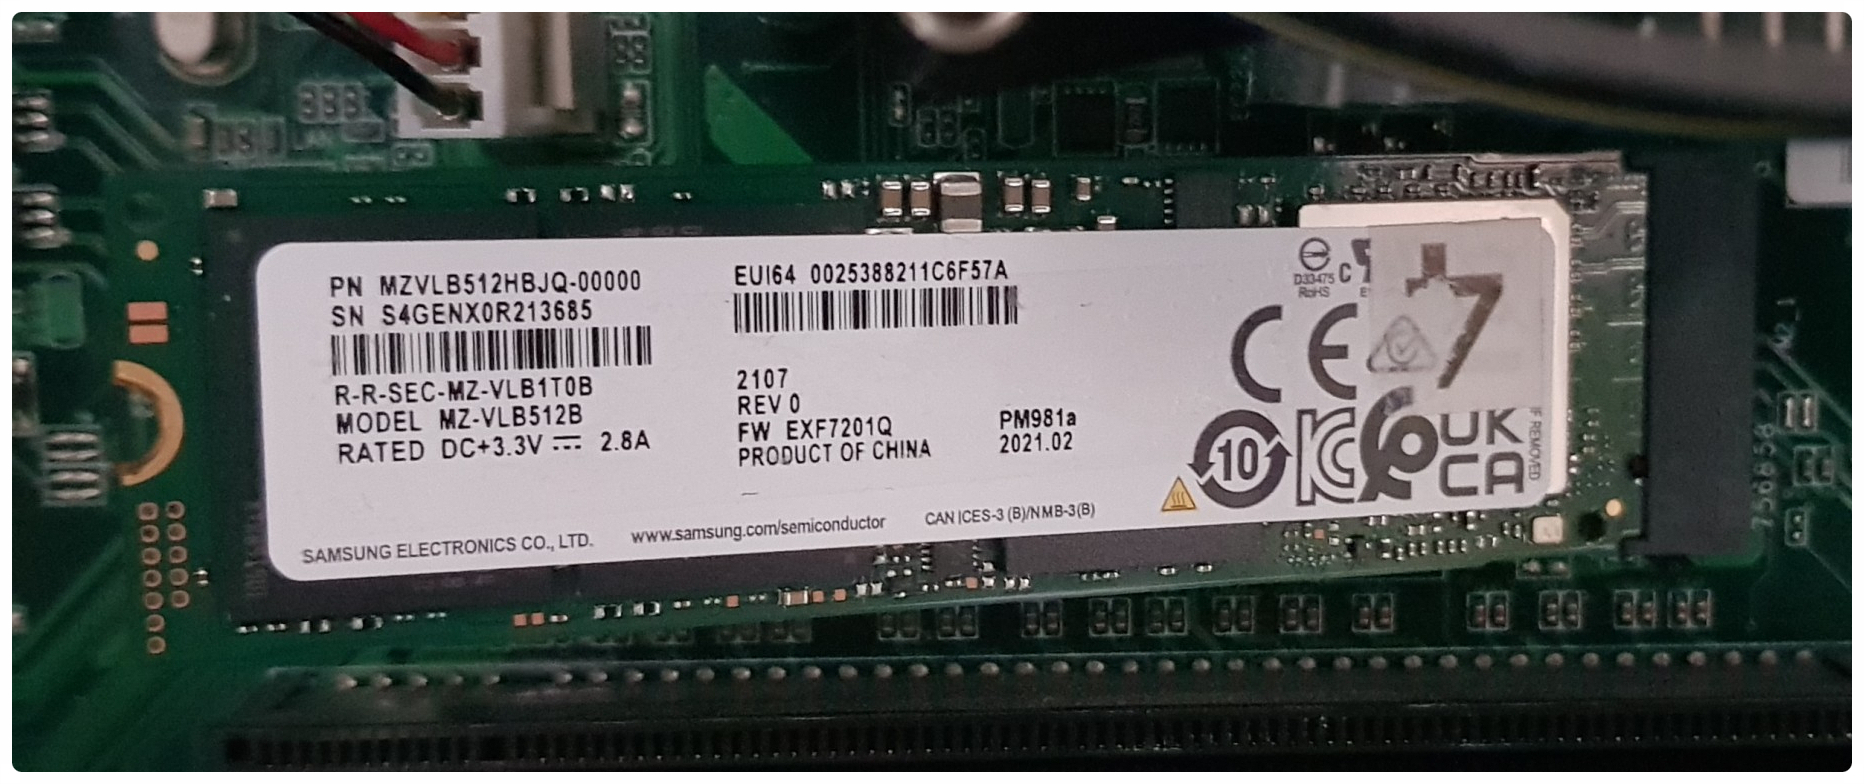 PN MZVLB512HBJQ-00000
SN S4GENX0R213685
R-R-SEC-MZ-VLB1T0B
MODEL MZ-VLB512B
RATED DC+3.3V ⎓ 2.8A
EUI64 0025388211C6F57A
2107
REV 0
FW EXF7201Q
PRODUCT OF CHINA
PM981a
2021.02
D33475
RoHS
CE
10
UK
CA
IF REMOVED
SAMSUNG ELECTRONICS CO., LTD.
www.samsung.com/semiconductor
CAN ICES-3 (B)/NMB-3(B)